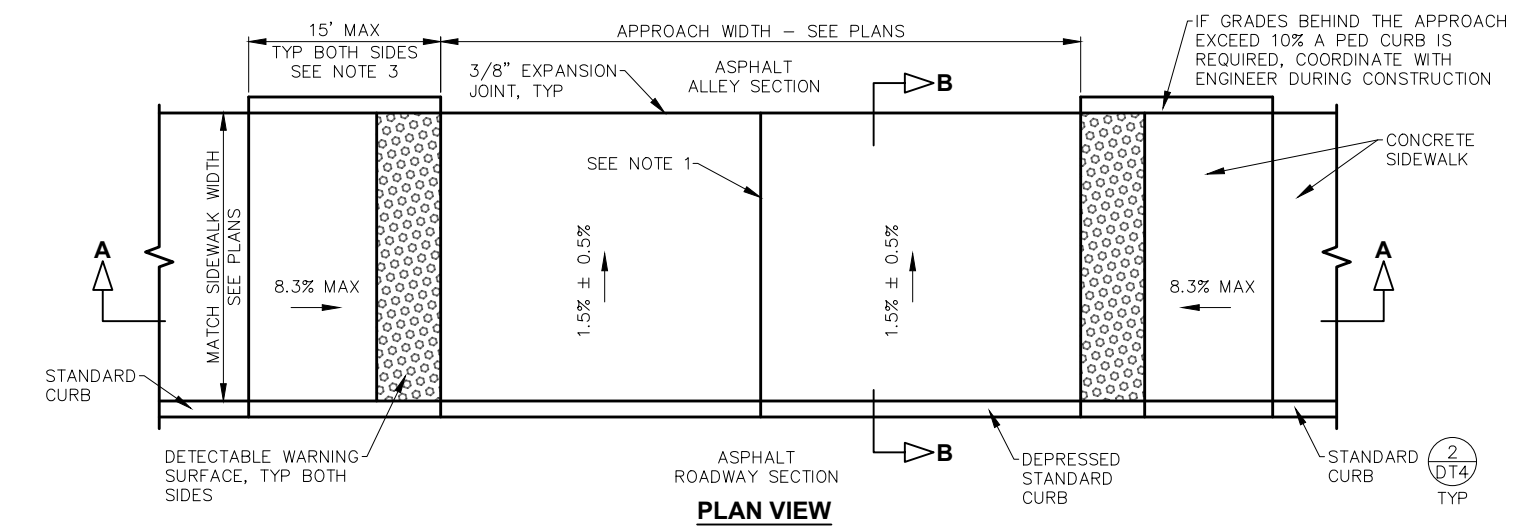 15' MAX
TYP BOTH SIDES
SEE NOTE 3
APPROACH WIDTH – SEE PLANS
IF GRADES BEHIND THE APPROACH
EXCEED 10% A PED CURB IS
REQUIRED, COORDINATE WITH
ENGINEER DURING CONSTRUCTION
3/8" EXPANSION
JOINT, TYP
ASPHALT
ALLEY SECTION
B
CONCRETE
SIDEWALK
SEE NOTE 1
MATCH SIDEWALK WIDTH
SEE PLANS
A
8.3% MAX
1.5% ± 0.5%
1.5% ± 0.5%
8.3% MAX
A
STANDARD
CURB
DETECTABLE WARNING
SURFACE, TYP BOTH
SIDES
ASPHALT
ROADWAY SECTION
B
DEPRESSED
STANDARD
CURB
STANDARD
CURB
2
DT4
TYP
PLAN VIEW